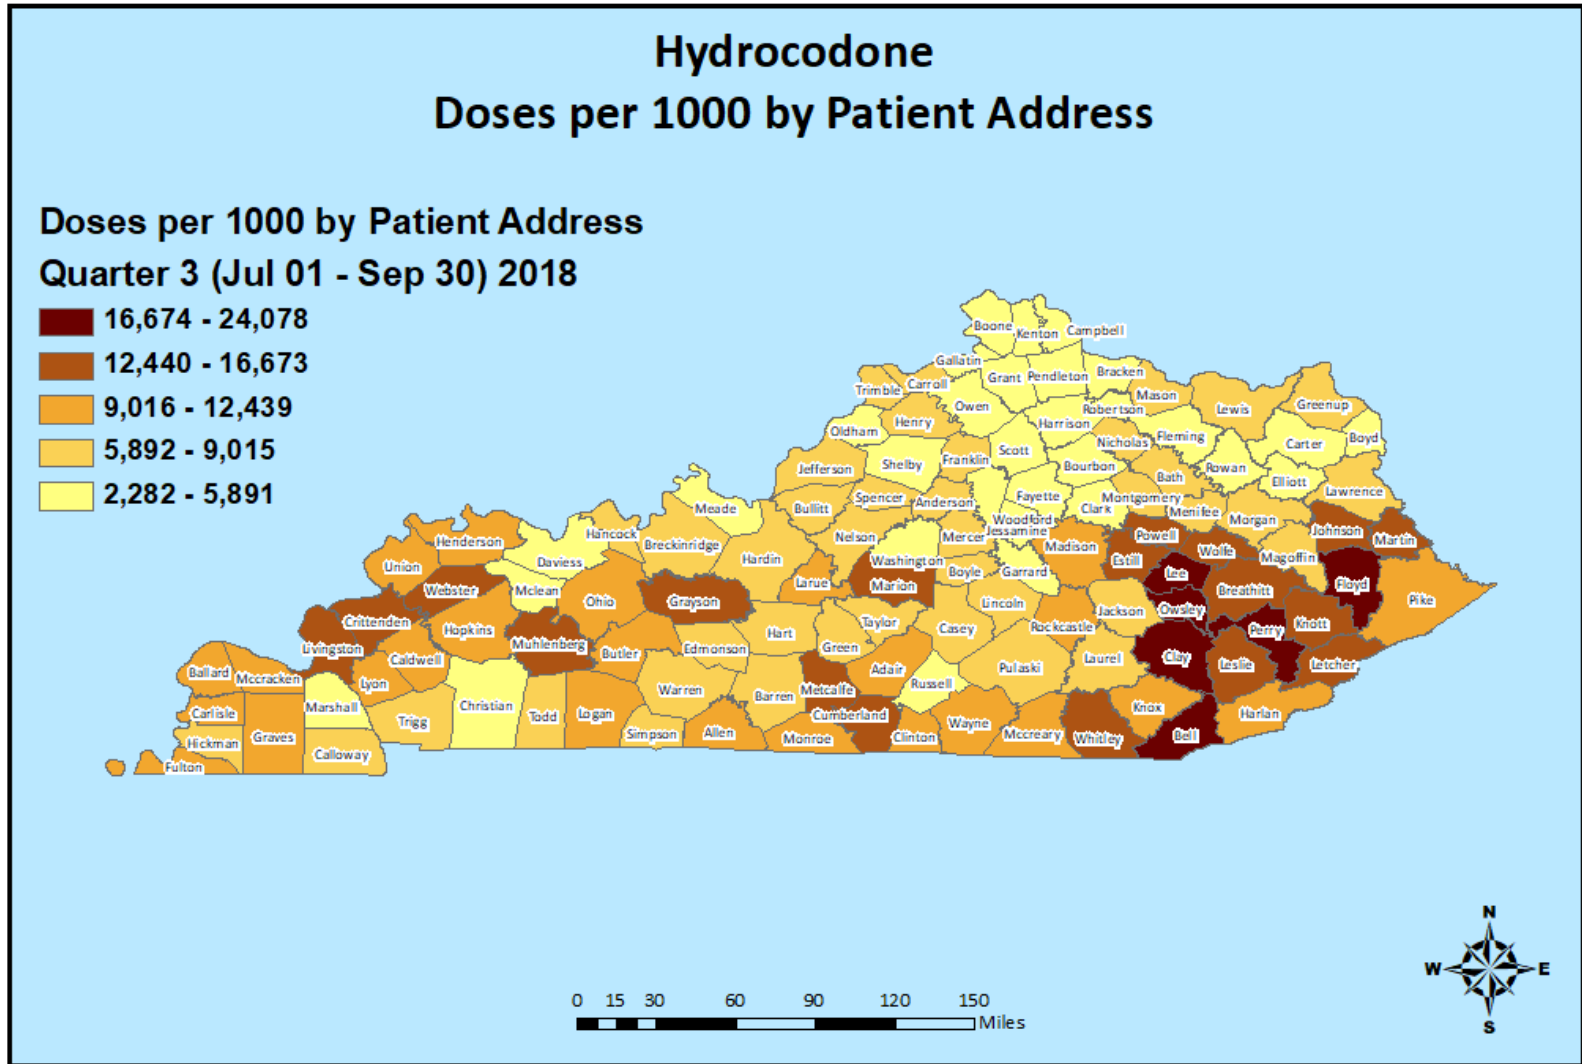 Hydrocodone
Doses per 1000 by Patient Address
Doses per 1000 by Patient Address
Quarter 3 (Jul 01 - Sep 30) 2018
16,674 - 24,078
12,440 - 16,673
9,016 - 12,439
5,892 - 9,015
2,282 - 5,891
Boone
Kenton
Campbell
Gallatin
Grant
Pendleton
Bracken
Trimble
Carroll
Owen
Mason
Robertson
Lewis
Greenup
Oldham
Henry
Harrison
Nicholas
Fleming
Carter
Boyd
Jefferson
Shelby
Franklin
Scott
Bourbon
Rowan
Bath
Elliott
Lawrence
Meade
Bullitt
Spencer
Anderson
Fayette
Clark
Montgomery
Menifee
Morgan
Woodford
Jessamine
Johnson
Martin
Hancock
Breckinridge
Nelson
Mercer
Madison
Powell
Wolfe
Magoffin
Henderson
Union
Daviess
Hardin
Washington
Boyle
Garrard
Estill
Lee
Floyd
Webster
Mclean
Ohio
Grayson
Larue
Marion
Lincoln
Jackson
Owsley
Breathitt
Pike
Crittenden
Hopkins
Muhlenberg
Hart
Taylor
Casey
Rockcastle
Perry
Knott
Livingston
Caldwell
Butler
Edmonson
Green
Pulaski
Laurel
Clay
Leslie
Letcher
Ballard
Mccracken
Lyon
Warren
Barren
Metcalfe
Adair
Russell
Marshall
Christian
Carlisle
Trigg
Todd
Logan
Cumberland
Wayne
Knox
Harlan
Hickman
Graves
Simpson
Allen
Monroe
Clinton
Mccreary
Whitley
Bell
Calloway
Fulton
0 15 30 60 90 120 150
Miles
N
W E
S